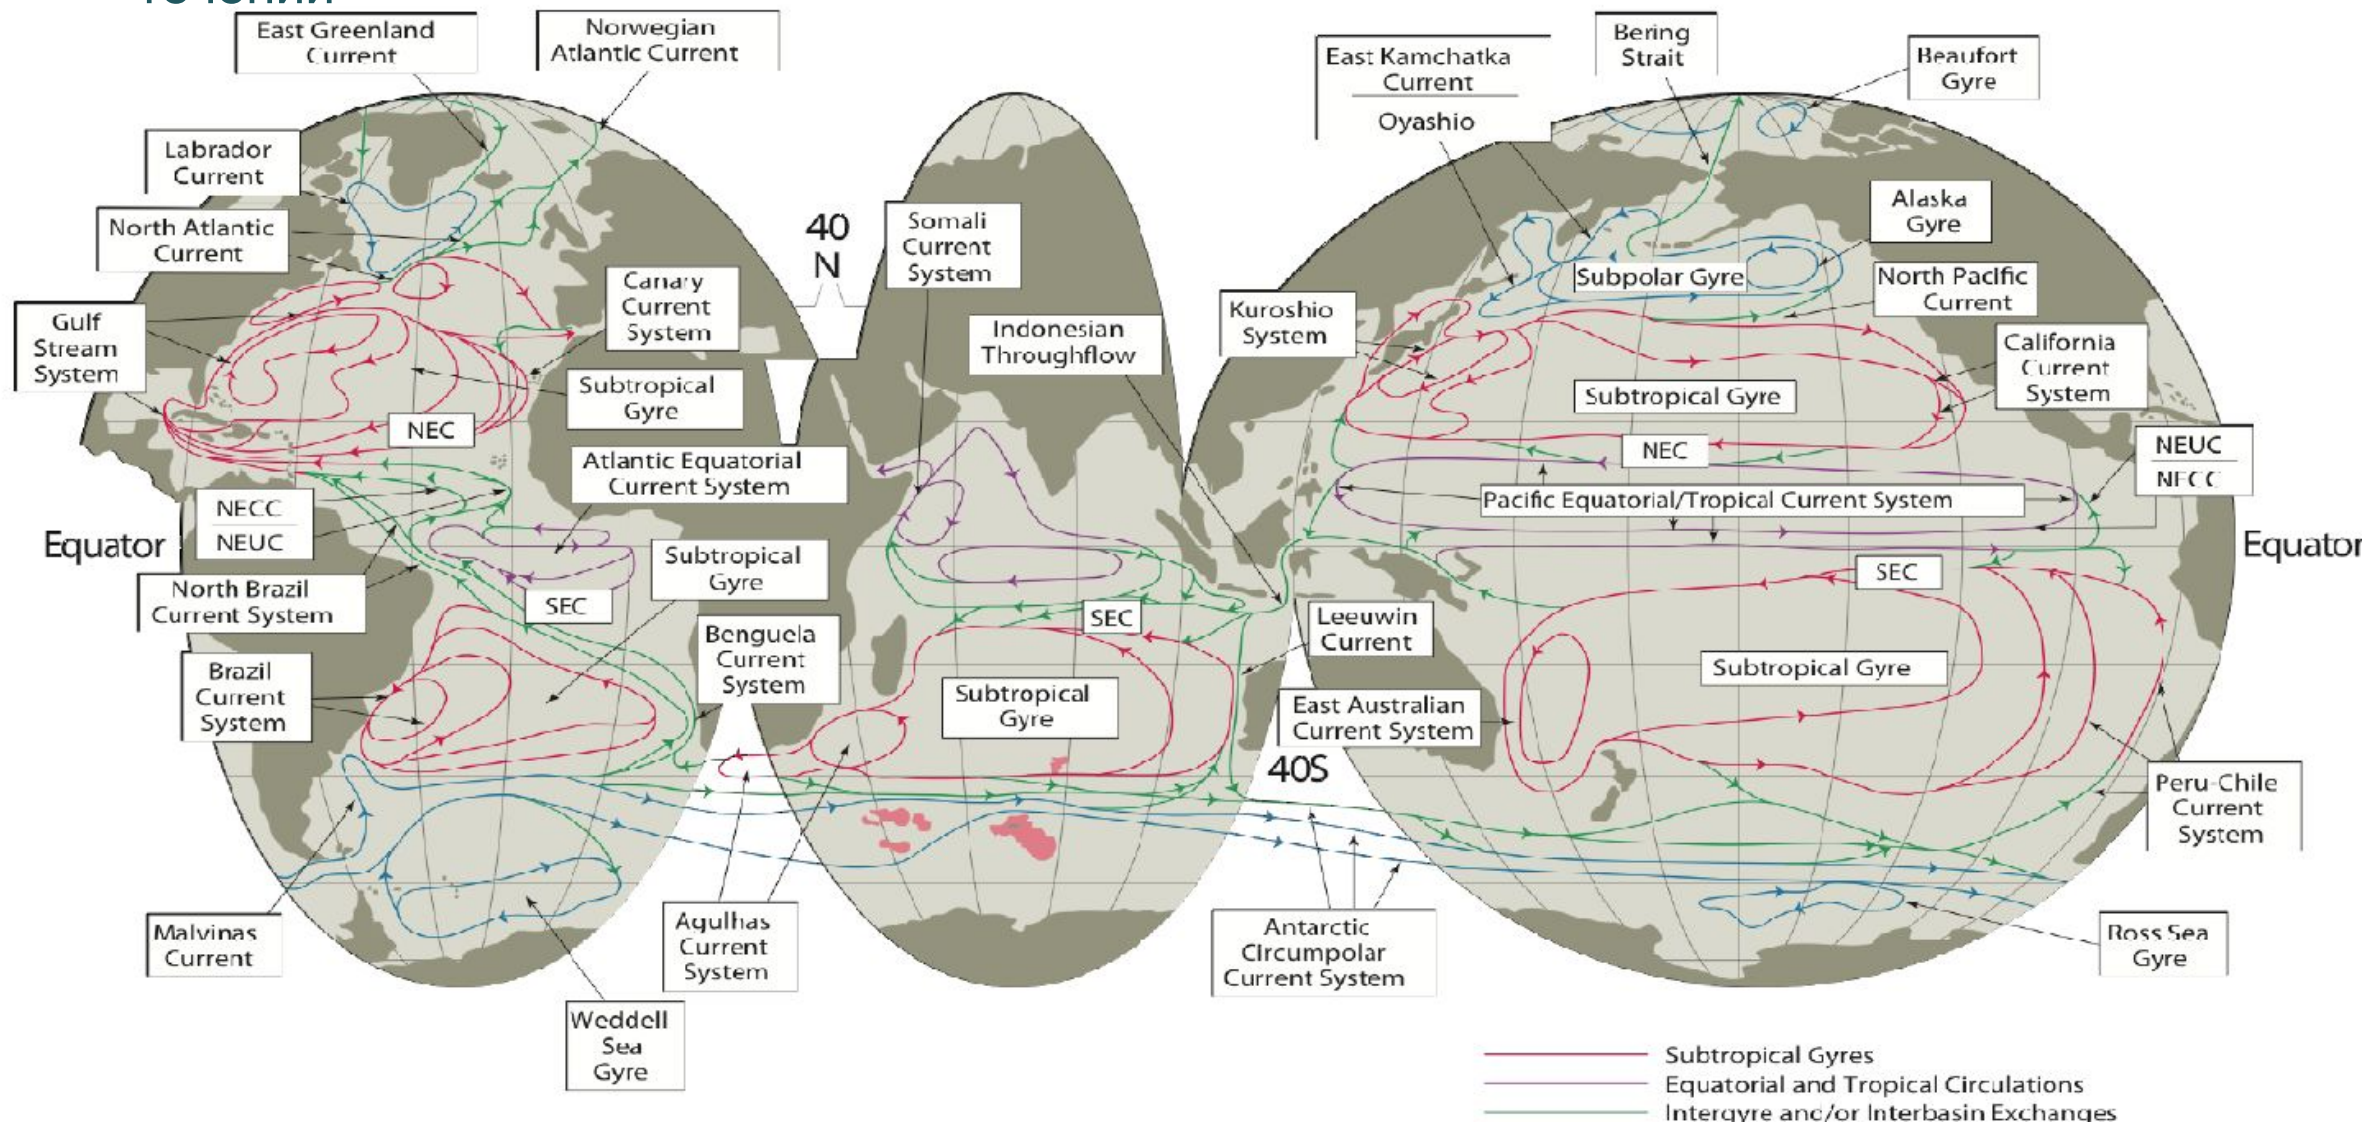 течений
East Greenland
Current
Norwegian
Atlantic Current
East Kamchatka
Current
Oyashio
Bering
Strait
Beaufort
Gyre
Labrador
Current
North Atlantic
Current
Gulf
Stream
System
Canary
Current
System
Subtropical
Gyre
NEC
Atlantic Equatorial
Current System
NECC
NEUC
Equator
North Brazil
Current System
Subtropical
Gyre
SEC
Brazil
Current
System
Benguela
Current
System
Malvinas
Current
Weddell
Sea
Gyre
Agulhas
Current
System
40
N
Somali
Current
System
Indonesian
Throughflow
SEC
Subtropical
Gyre
Leeuwin
Current
East Australian
Current System
40S
Antarctic
Circumpolar
Current System
Alaska
Gyre
Subpolar Gyre
North Pacific
Current
Kuroshio
System
California
Current
System
Subtropical Gyre
NEC
NEUC
NECC
Pacific Equatorial/Tropical Current System
Equator
SEC
Subtropical Gyre
Peru-Chile
Current
System
Ross Sea
Gyre
Subtropical Gyres
Equatorial and Tropical Circulations
Intergyre and/or Interbasin Exchanges